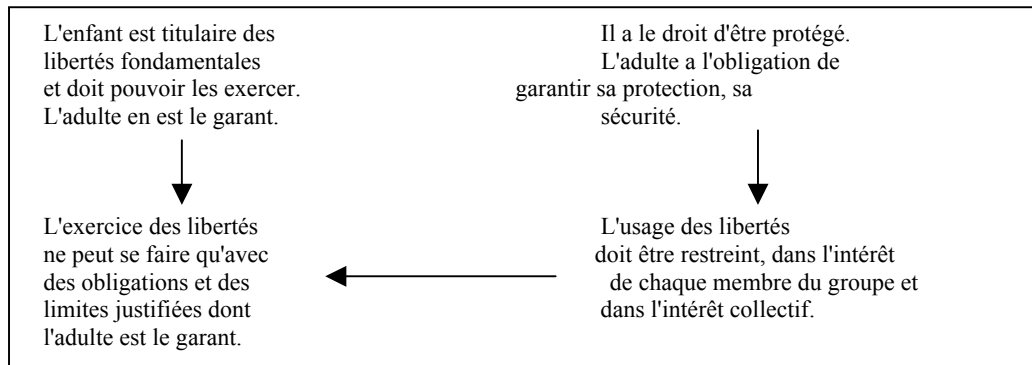 L'enfant est titulaire des
libertés fondamentales
et doit pouvoir les exercer.
L'adulte en est le garant.
Il a le droit d'être protégé.
L'adulte a l'obligation de
garantir sa protection, sa
sécurité.
L'exercice des libertés
ne peut se faire qu'avec
des obligations et des
limites justifiées dont
l'adulte est le garant.
L'usage des libertés
doit être restreint, dans l'intérêt
de chaque membre du groupe et
dans l'intérêt collectif.